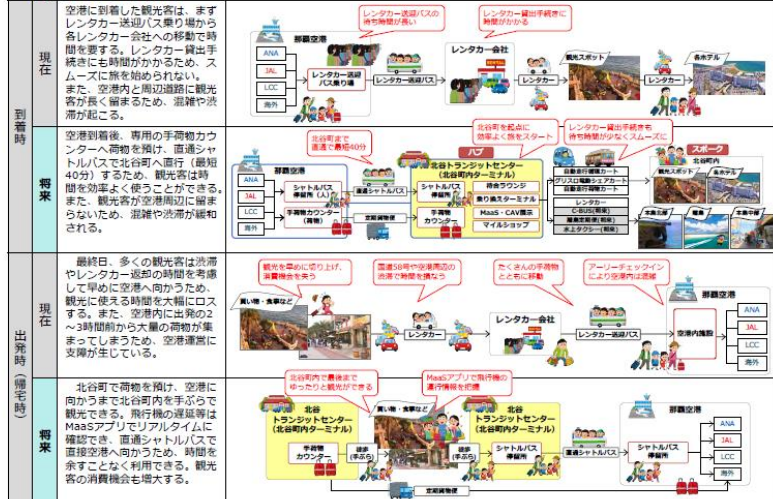 到着時
現在
空港に到着した観光客は、まず
レンタカー送迎バス乗り場から
各レンタカー会社への移動で時
間を要する。レンタカー貸出手
続きにも時間がかかるため、ス
ムーズに旅を始められない。
また、空港内と周辺道路に観光
客が長く留まるため、混雑や渋
滞が起こる。
那覇空港
ANA
JAL
LCC
海外
レンタカー送迎
バス乗り場
レンタカー送迎バスの
待ち時間が長い
レンタカー送迎バス
レンタカー会社
レンタカー貸出手続きに
時間がかかる
レンタカー
観光スポット
レンタカー
各ホテル
将来
空港到着後、専用の手荷物カウ
ンターへ荷物を預け、直通シャ
トルバスで北谷町へ直行（最短
40分）するため、観光客は時
間を効率よく使うことができる。
また、観光客が空港周辺に留ま
らないため、混雑や渋滞が緩和
される。
那覇空港
ANA
JAL
LCC
海外
シャトルバス
停留所（人）
手荷物カウンター
（荷物）
北谷町まで
直通で最短40分
直通シャトルバス
定期貨物便
ハブ
北谷トランジットセンター
（北谷町内ターミナル）
シャトルバス
停留所
手荷物
カウンター
待合ラウンジ
乗り換えターミナル
MaaS・CAV展示
マイルショップ
北谷町を起点に
効率よく旅をスタート
レンタカー貸出手続きも
待ち時間が少なくスムーズに
自動走行循環カート
グリスロ電動シェアカート
自動走行荷物カート
レンタカー
C-BUS(将来)
離島定期便(将来)
水上タクシー(将来)
スポーク
北谷町内
観光スポット
各ホテル
本島北部
離島
本島中部
出発時（帰宅時）
現在
最終日、多くの観光客は渋滞
やレンタカー返却の時間を考慮
して早めに空港へ向かうため、
観光に使える時間を大幅にロス
する。また、空港内に出発の2
～3時間前から大量の荷物が集
まってしまうため、空港運営に
支障が生じている。
観光を早めに切り上げ、
消費機会を失う
買い物・食事など
国道58号や空港周辺の
渋滞で時間を損なう
レンタカー
たくさんの手荷物
とともに移動
レンタカー会社
レンタカー送迎バス
アーリーチェックイン
により空港内は混雑
那覇空港
空港内施設
ANA
JAL
LCC
海外
将来
北谷町で荷物を預け、空港に
向かうまで北谷町内を手ぶらで
観光できる。飛行機の遅延等は
MaaSアプリでリアルタイムに
確認でき、直通シャトルバスで
直接空港へ向かうため、時間を
余すことなく利用できる。観光
客の消費機会も増大する。
北谷町内で最後まで
ゆったりと観光ができる
MaaSアプリで飛行機の
運行情報を把握
北谷
トランジットセンター
（北谷町内ターミナル）
手荷物
カウンター
徒歩
(手ぶら)
買い物・食事など
徒歩
(手ぶら)
北谷
トランジットセンター
（北谷町内ターミナル）
シャトルバス
停留所
直通シャトルバス
定期貨物便
那覇空港
シャトルバス
停留所
ANA
JAL
LCC
海外